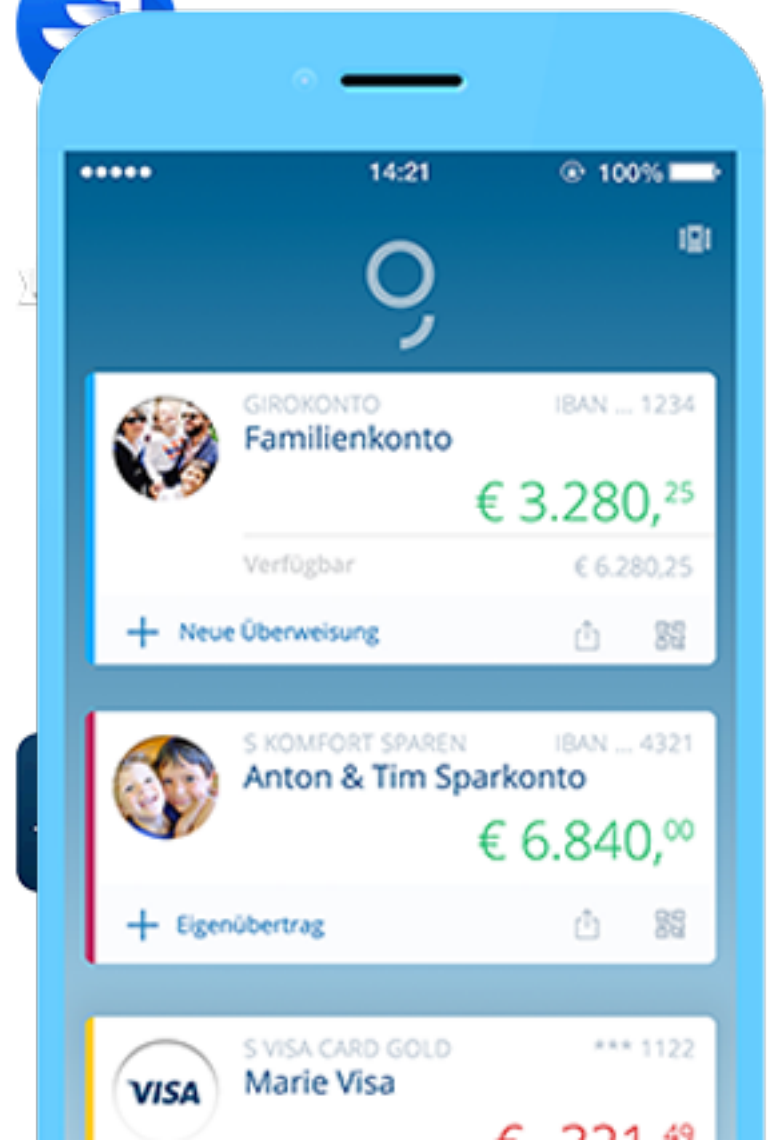 14:21 100%
GIROKONTO IBAN ... 1234
Familienkonto
€ 3.280,25
Verfügbar € 6.280,25
Neue Überweisung
S KOMFORT SPAREN IBAN ... 4321
Anton & Tim Sparkonto
€ 6.840,00
Eigenübertrag
S VISA CARD GOLD *** 1122
VISA Marie Visa